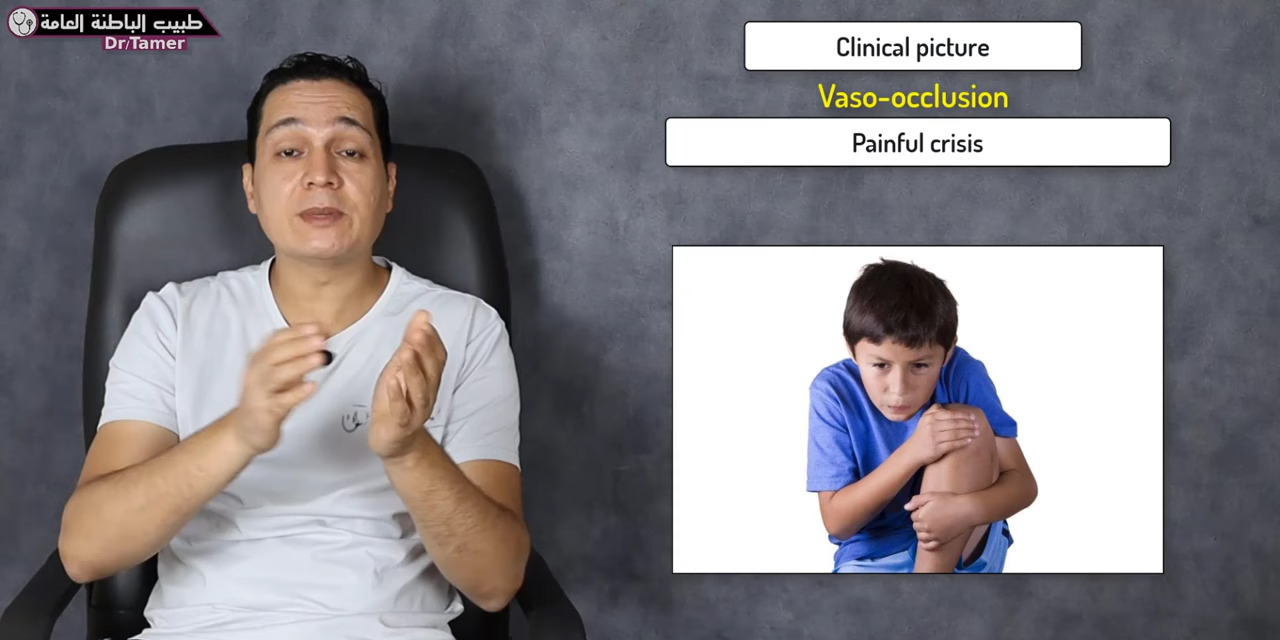 طبيب الباطنة العامة
Dr/Tamer
Clinical picture
Vaso-occlusion
Painful crisis